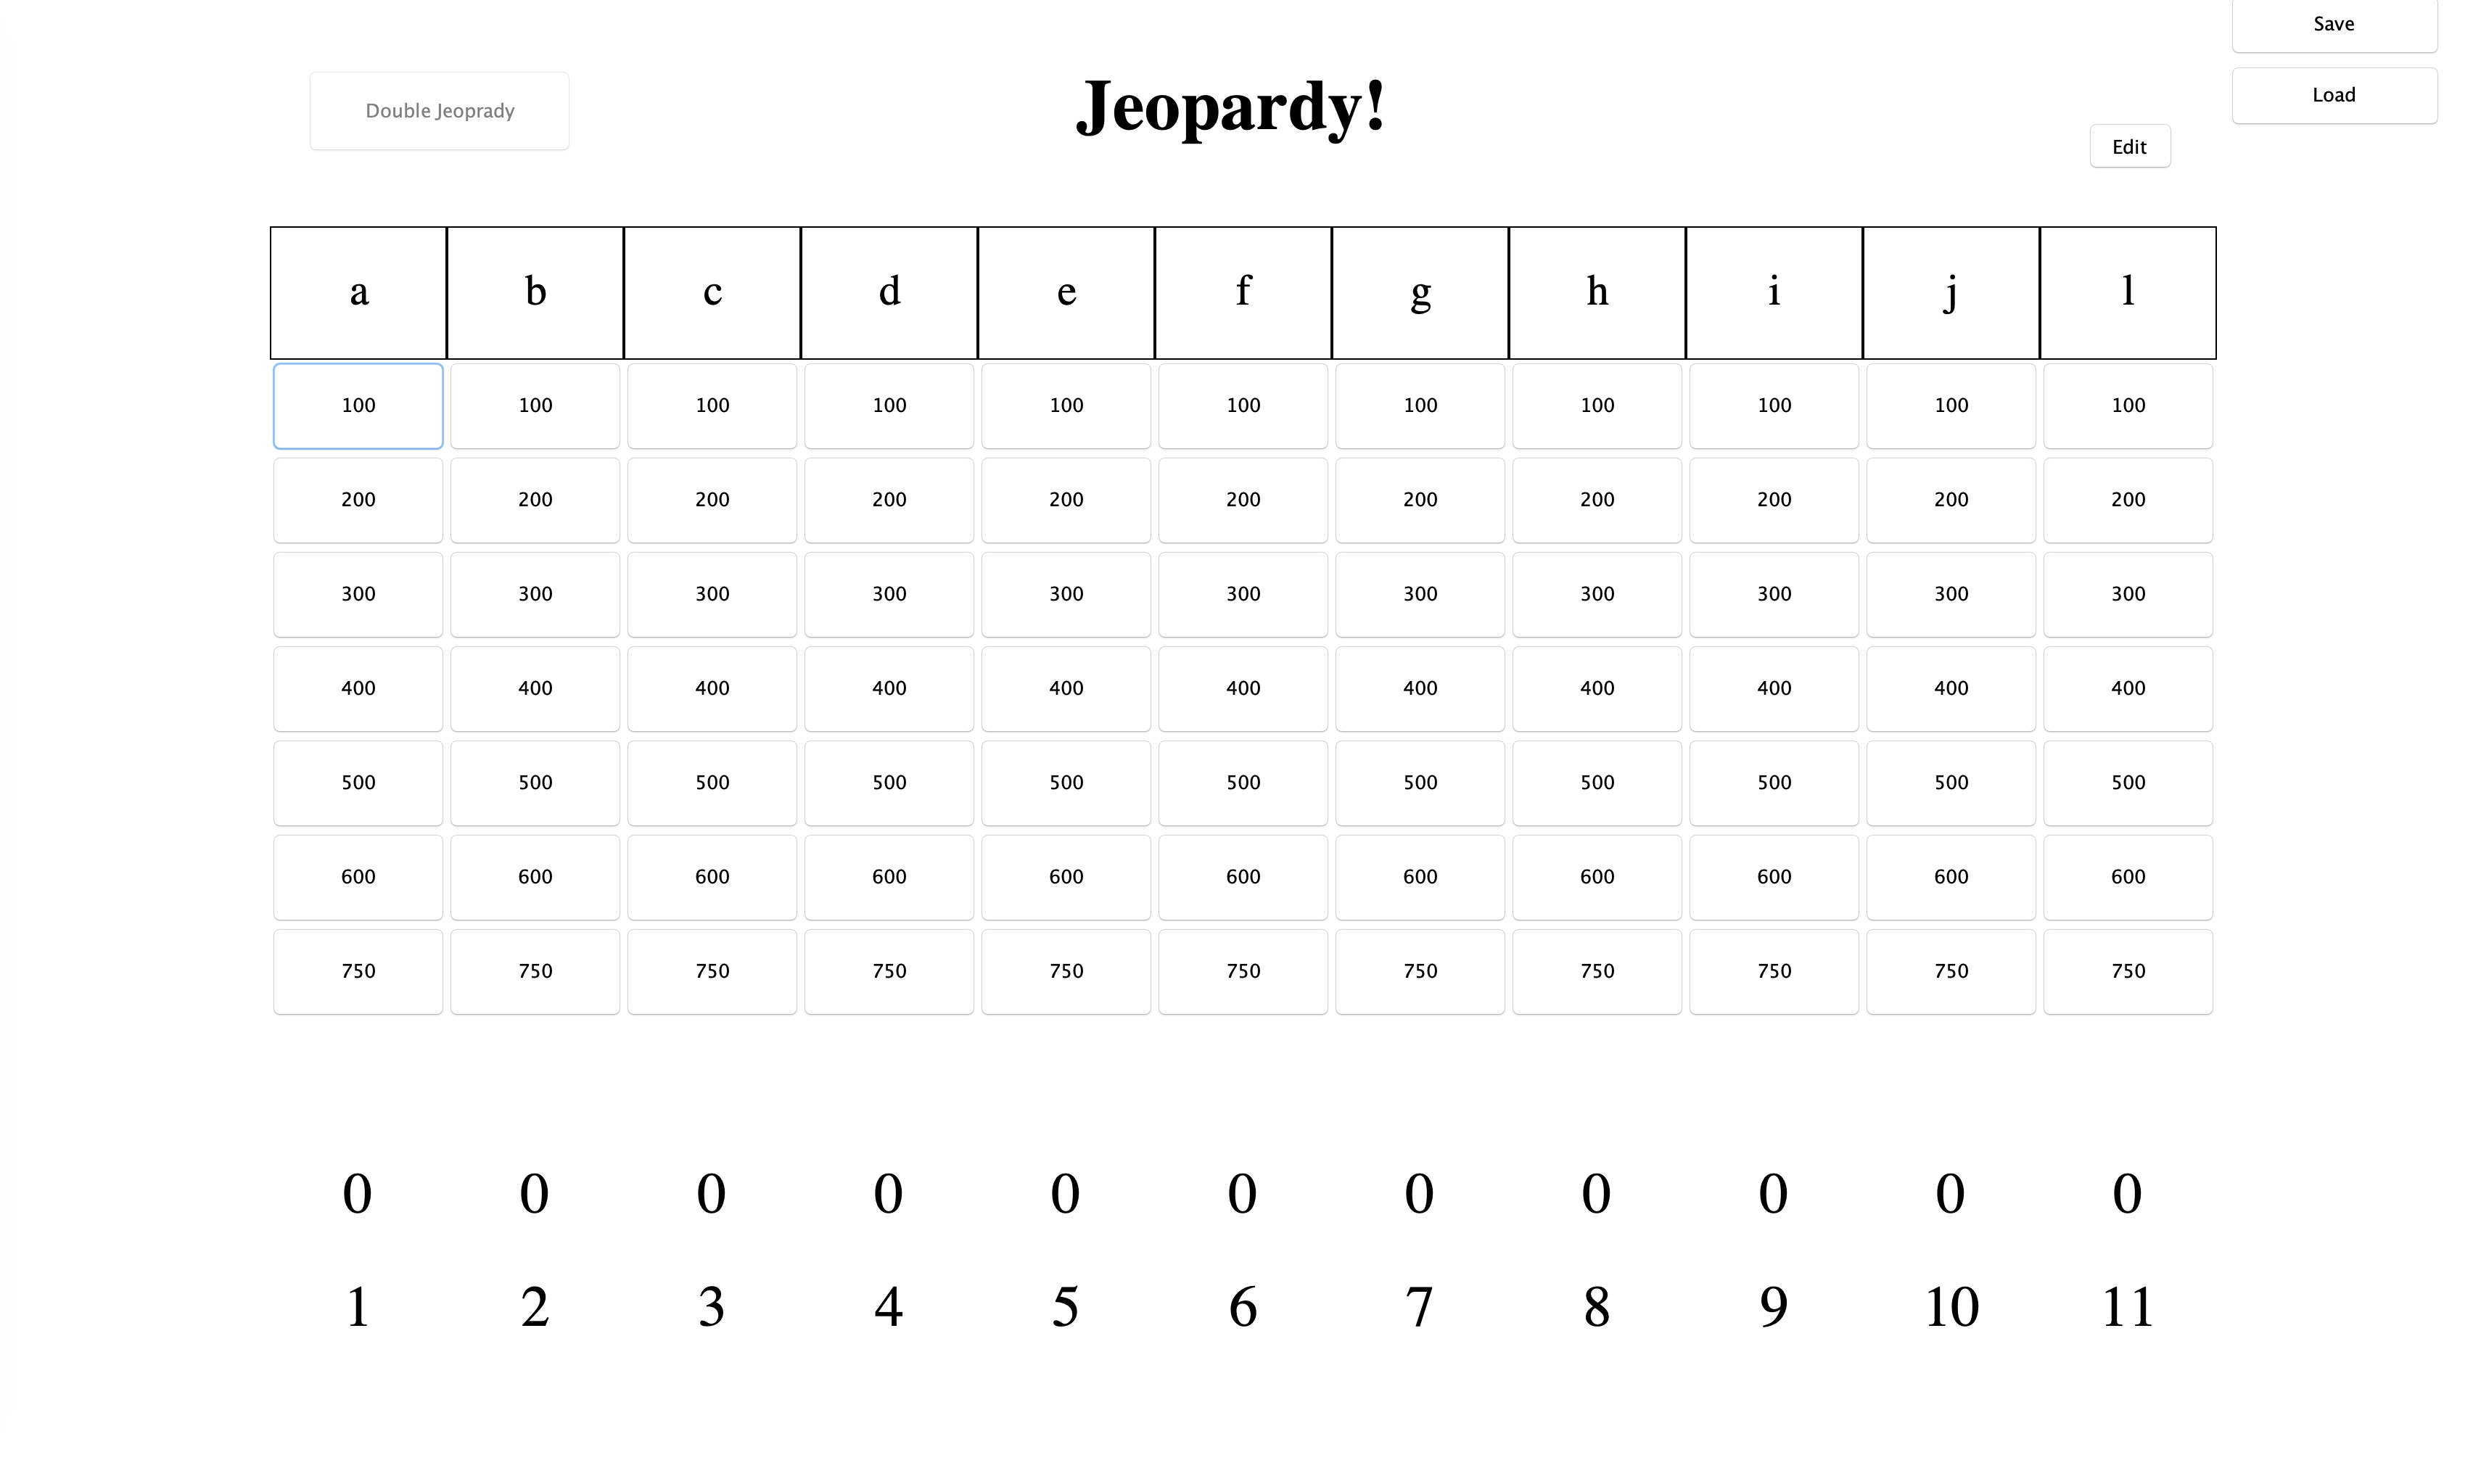 Save
Double Jeoprady
Jeopardy!
Load
Edit
a b c d e f g h i j l
100 100 100 100 100 100 100 100 100 100 100
200 200 200 200 200 200 200 200 200 200 200
300 300 300 300 300 300 300 300 300 300 300
400 400 400 400 400 400 400 400 400 400 400
500 500 500 500 500 500 500 500 500 500 500
600 600 600 600 600 600 600 600 600 600 600
750 750 750 750 750 750 750 750 750 750 750
0 0 0 0 0 0 0 0 0 0 0
1 2 3 4 5 6 7 8 9 10 11